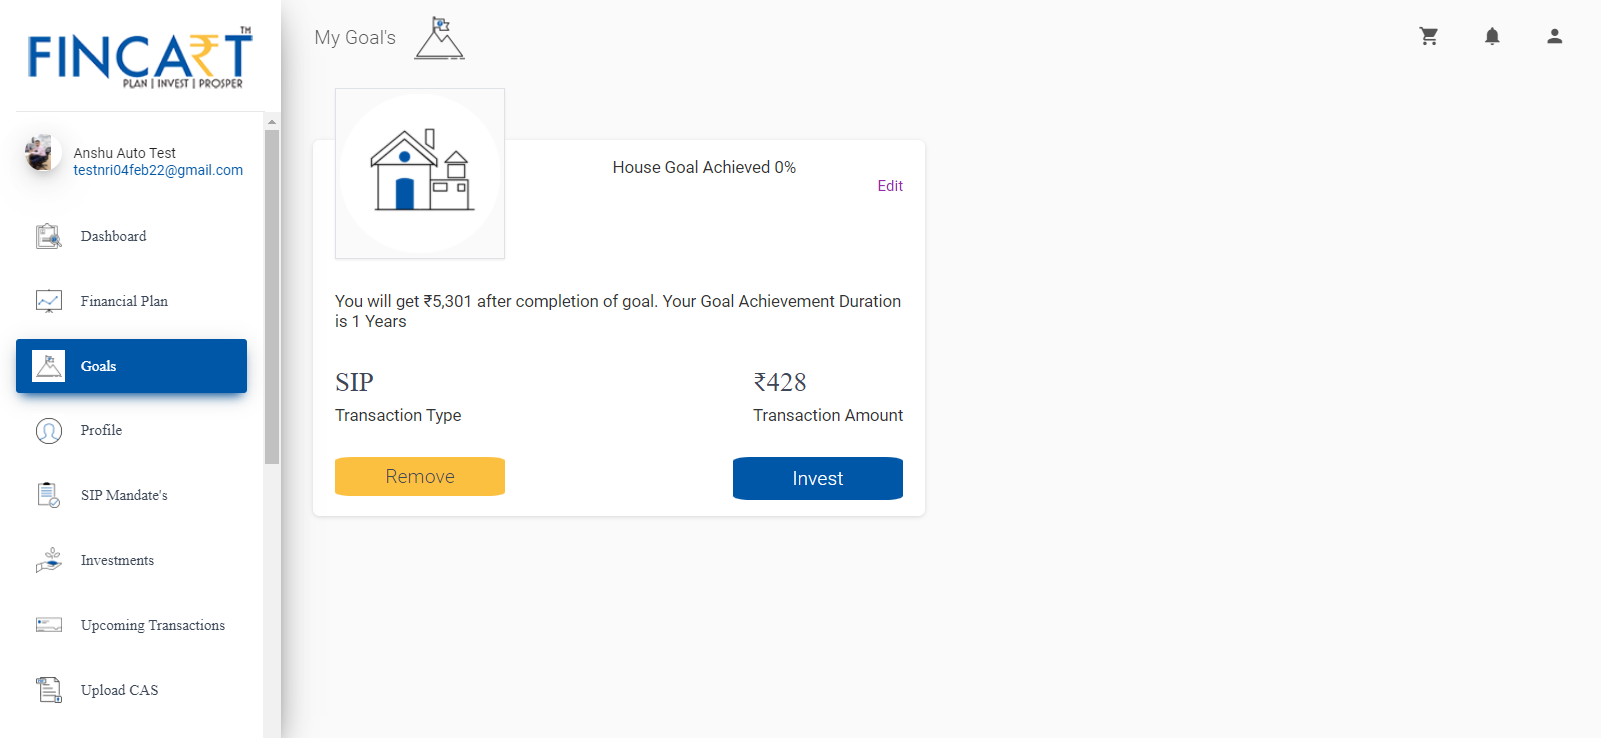 FINCART
TM
PLAN | INVEST | PROSPER
Anshu Auto Test
testnri04feb22@gmail.com
Dashboard
Financial Plan
Goals
Profile
SIP Mandate's
Investments
Upcoming Transactions
Upload CAS
My Goal's
House Goal Achieved 0%
Edit
You will get ₹5,301 after completion of goal. Your Goal Achievement Duration
is 1 Years
SIP
Transaction Type
₹428
Transaction Amount
Remove
Invest